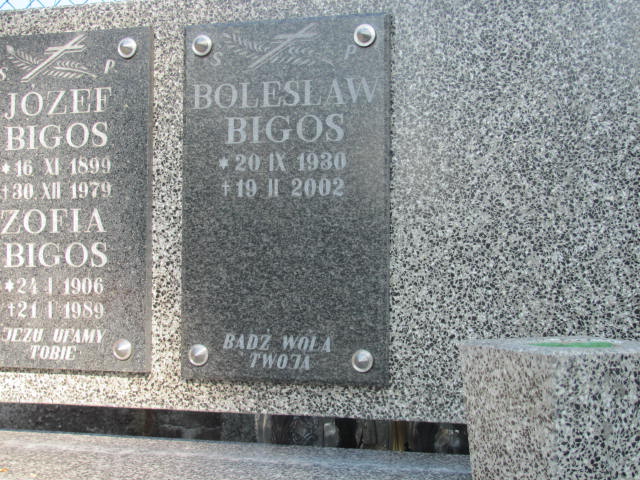 S P
JÓZEF
BIGOS
*16 XI 1899
†30 XII 1979
ZOFIA
BIGOS
*24 I 1906
†21 I 1989
JEZU UFAMY
TOBIE
S P
BOLESŁAW
BIGOS
*20 IX 1930
†19 II 2002
BĄDŹ WOLA
TWOJA